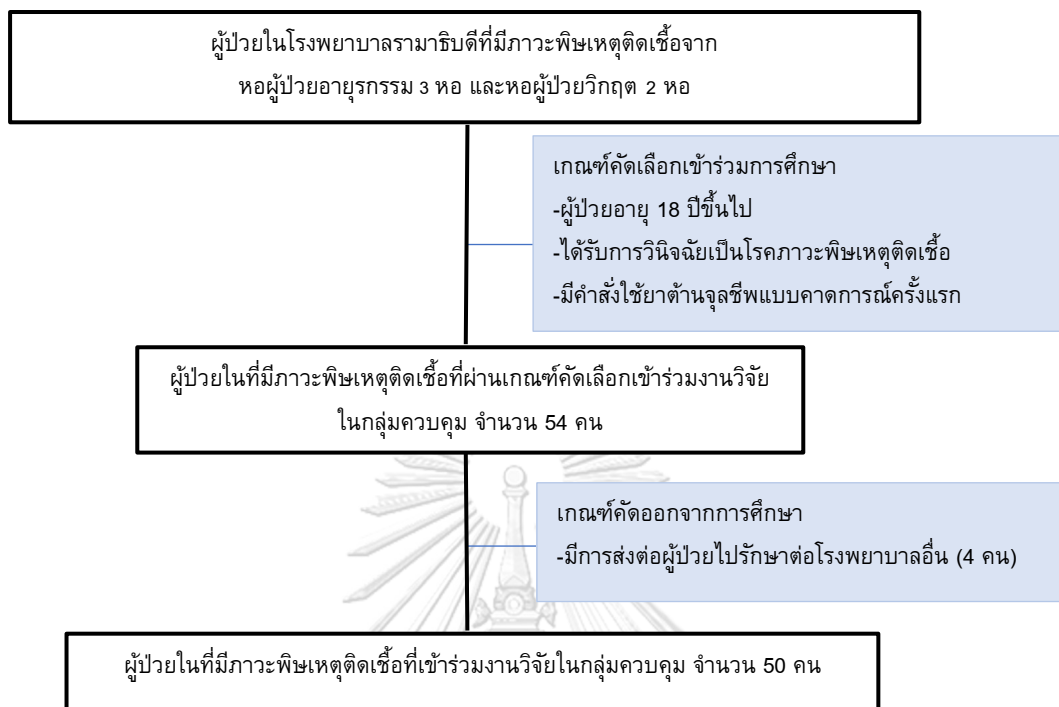 ผู้ป่วยในโรงพยาบาลรามาธิบดีที่มีภาวะพิษเหตุติดเชื้อจาก
หอผู้ป่วยอายุรกรรม 3 หอ และหอผู้ป่วยวิกฤต 2 หอ
เกณฑ์คัดเลือกเข้าร่วมการศึกษา
-ผู้ป่วยอายุ 18 ปีขึ้นไป
-ได้รับการวินิจฉัยเป็นโรคภาวะพิษเหตุติดเชื้อ
-มีคำสั่งใช้ยาต้านจุลชีพแบบคาดการณ์ครั้งแรก
ผู้ป่วยในที่มีภาวะพิษเหตุติดเชื้อที่ผ่านเกณฑ์คัดเลือกเข้าร่วมงานวิจัย
ในกลุ่มควบคุม จำนวน 54 คน
เกณฑ์คัดออกจากการศึกษา
-มีการส่งต่อผู้ป่วยไปรักษาต่อโรงพยาบาลอื่น (4 คน)
ผู้ป่วยในที่มีภาวะพิษเหตุติดเชื้อที่เข้าร่วมงานวิจัยในกลุ่มควบคุม จำนวน 50 คน